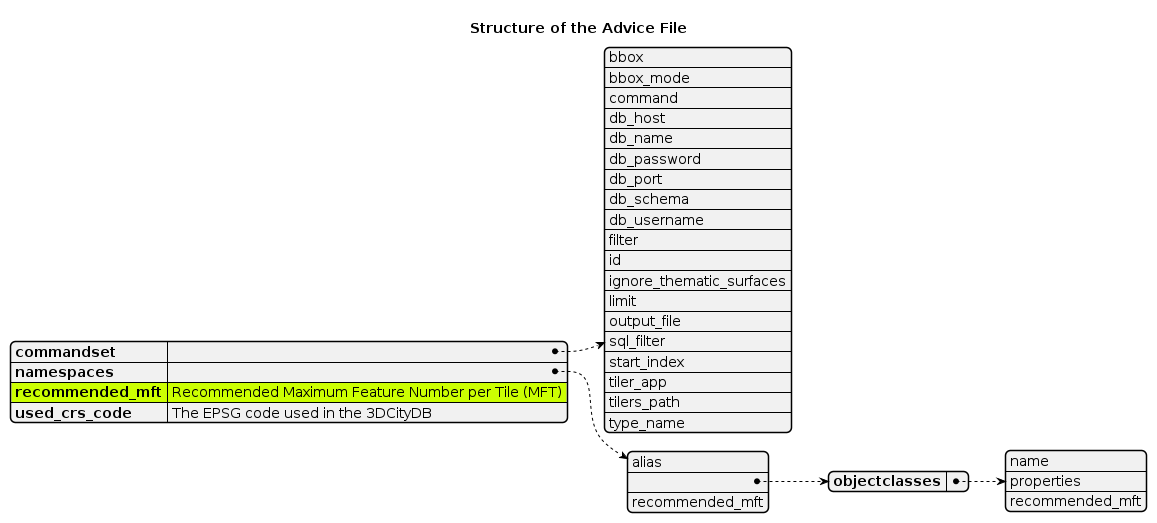 Structure of the Advice File
commandset
namespaces
recommended_mft Recommended Maximum Feature Number per Tile (MFT)
used_crs_code The EPSG code used in the 3DCityDB
bbox
bbox_mode
command
db_host
db_name
db_password
db_port
db_schema
db_username
filter
id
ignore_thematic_surfaces
limit
output_file
sql_filter
start_index
tiler_app
tilers_path
type_name
alias
recommended_mft
objectclasses
name
properties
recommended_mft